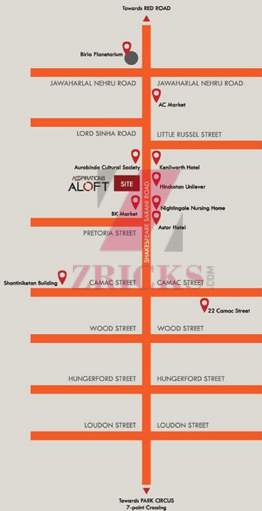 Towards RED ROAD
Birla Planetarium
JAWAHARLAL NEHRU ROAD
JAWAHARLAL NEHRU ROAD
AC Market
LORD SINHA ROAD
LITTLE RUSSEL STREET
Aurabindo Cultural Society
Kenilworth Hotel
ASPIRATIONS
ALOFT
SITE
Hindustan Unilever
SHAKESPEARE SARANI ROAD
BK Market
Nightingale Nursing Home
Astor Hotel
PRETORIA STREET
ZRICKS.COM
Shantiniketan Building
CAMAC STREET
CAMAC STREET
22 Camac Street
WOOD STREET
WOOD STREET
HUNGERFORD STREET
HUNGERFORD STREET
LOUDON STREET
LOUDON STREET
Towards PARK CIRCUS
7-point Crossing